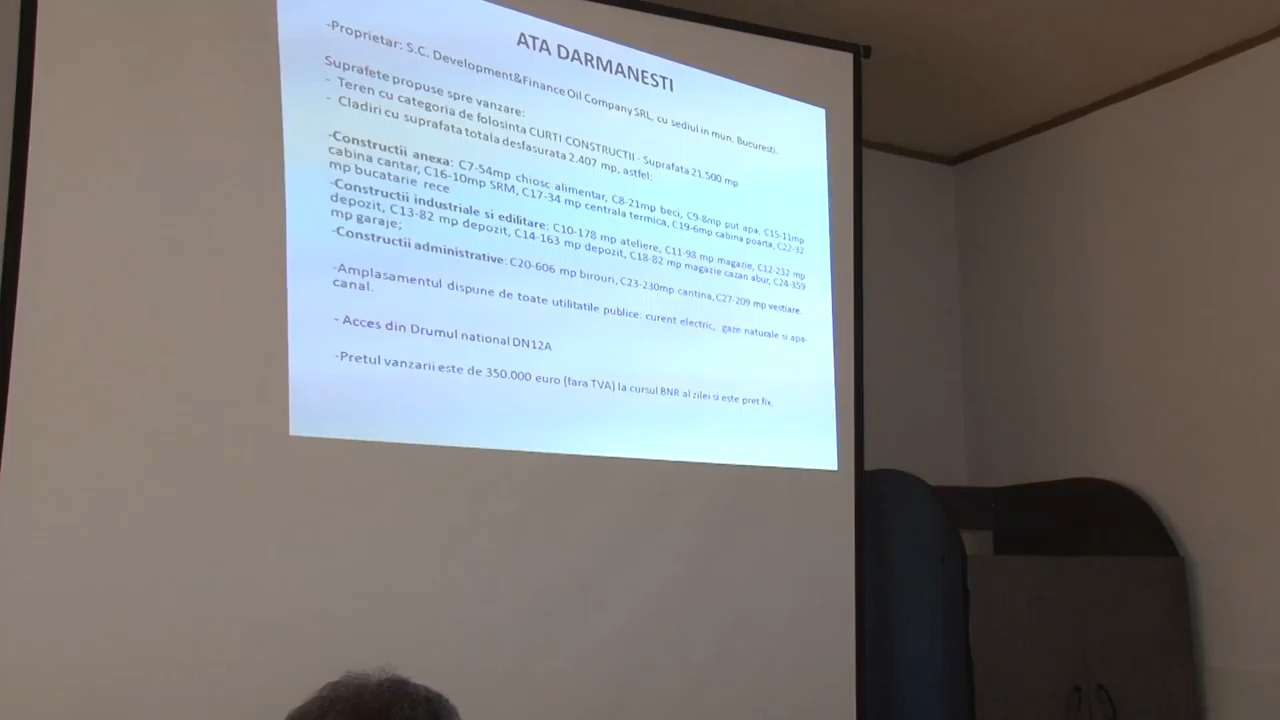 ATA DARMANESTI
-Proprietar: S.C. Development&Finance Oil Company SRL, cu sediul in mun. Bucuresti.
Suprafete propuse spre vanzare:
- Teren cu categoria de folosinta CURTI CONSTRUCTII - Suprafata 21.500 mp
- Cladiri cu suprafata totala desfasurata 2.407 mp, astfel:
-Constructii anexa: C7-54mp chiosc alimentar, C8-21mp beci, C9-8mp put apa, C15-11mp
cabina cantar, C16-10mp SRM, C17-34 mp centrala termica, C19-6mp cabina poarta, C22-32
mp bucatarie rece
-Constructii industriale si edilitare: C10-178 mp ateliere, C11-98 mp magazie, C12-232 mp
depozit, C13-82 mp depozit, C14-163 mp depozit, C18-82 mp magazie cazan abur, C24-359
mp garaje;
-Constructii administrative: C20-606 mp birouri, C23-230mp cantina, C27-209 mp vestiare.
-Amplasamentul dispune de toate utilitatile publice: curent electric, gaze naturale si apa-
canal.
- Acces din Drumul national DN12A
-Pretul vanzarii este de 350.000 euro (fara TVA) la cursul BNR al zilei si este pret fix.